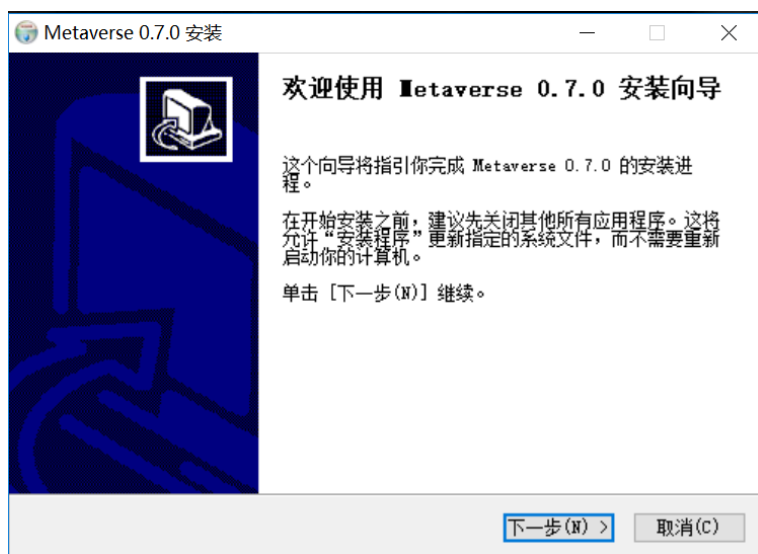 Metaverse 0.7.0 安装
欢迎使用 Metaverse 0.7.0 安装向导
这个向导将指引你完成 Metaverse 0.7.0 的安装进
程。
在开始安装之前，建议先关闭其他所有应用程序。这将
允许“安装程序”更新指定的系统文件，而不需要重新
启动你的计算机。
单击 [下一步(N)] 继续。
下一步(N) >
取消(C)